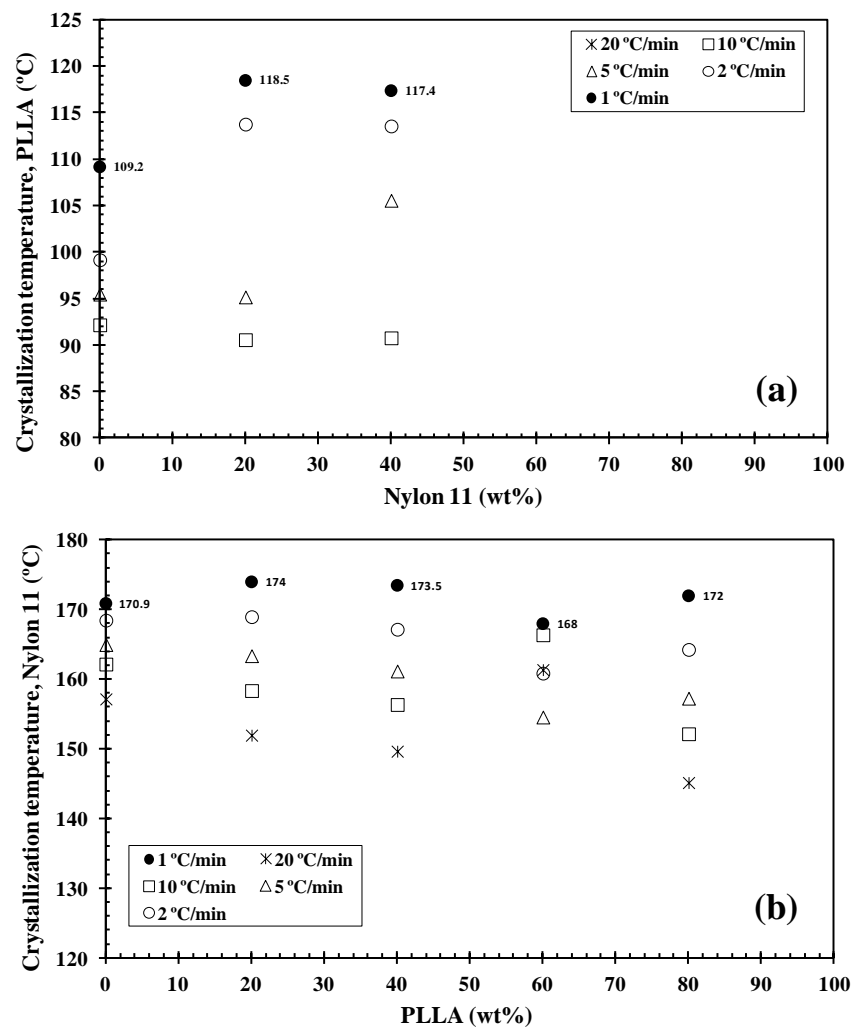 125
120
115
110
105
100
95
90
85
80
Crystallization temperature, PLLA (ºC)
20 ºC/min 10 ºC/min
5 ºC/min 2 ºC/min
1 ºC/min
118.5
117.4
109.2
(a)
0 10 20 30 40 50 60 70 80 90 100
Nylon 11 (wt%)
180
170
160
150
140
130
120
Crystallization temperature, Nylon 11 (ºC)
170.9
174
173.5
168
172
1 ºC/min 20 ºC/min
10 ºC/min 5 ºC/min
2 ºC/min
(b)
0 10 20 30 40 50 60 70 80 90 100
PLLA (wt%)